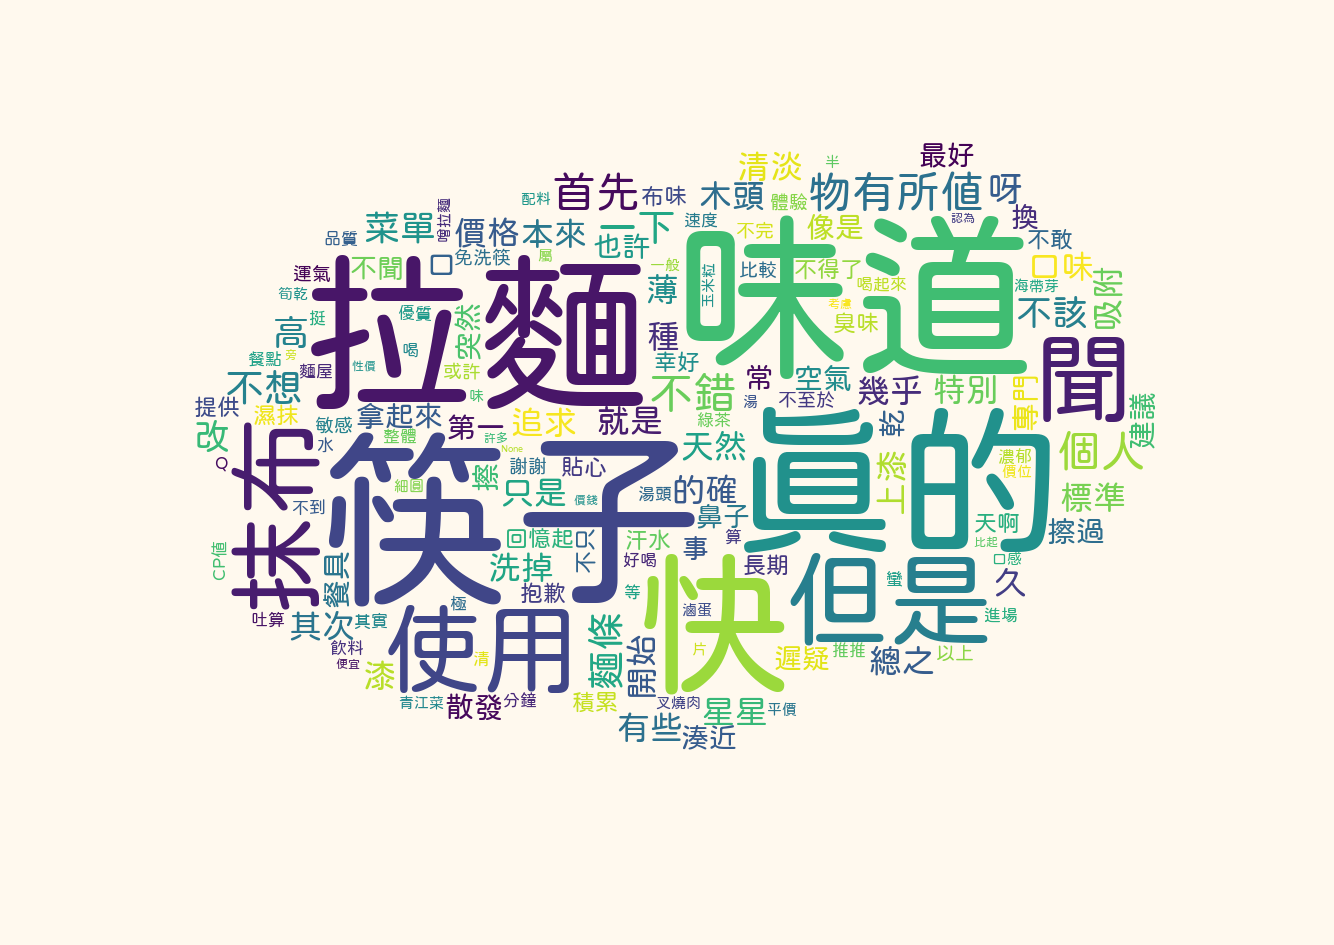 最好
清淡
半
首先
布味
木頭
物有所値
呀
配料
體驗
換
菜單
嗆拉麵
價格
本來
一下
速度
不完
像是
認為
品質
也許
不敢
免洗筷
屬
不聞
口
一般
玉米粒
比較
不得了
口味
運氣
味道
拉麵
薄
喝起來
海帶芽
吸附
筍乾
優質
考慮
臭味
不該
高
挺
突然
種
喝
幸好
聞
餐點
旁
性價
麵屋
或許
常
空氣
幾乎
特別
專門
不想
味
不錯
湯
不至於
提供
濕抹
敏感
拿起來
第一
追求
就是
綠茶
乾
建議
改
整體
許多
None
天然
眞的
個人
水
抹布
筷子
Q
擦
謝謝
貼心
濃郁
價位
細圓
只是
價錢
湯頭
的確
上漆
標準
不到
鼻子
天啊
擦過
CP値
回憶起
不只
汗水
事
算
比起
餐具
洗掉
好喝
快
長期
但是
口感
蠻
久
極
抱歉
等
滷蛋
進場
吐算
其次
其實
使用
麵條
開始
飲料
便宜
清
片
遲疑
推推
總之
以上
漆
青江菜
散發
分鐘
積累
叉燒肉
星星
平價
有些
湊近